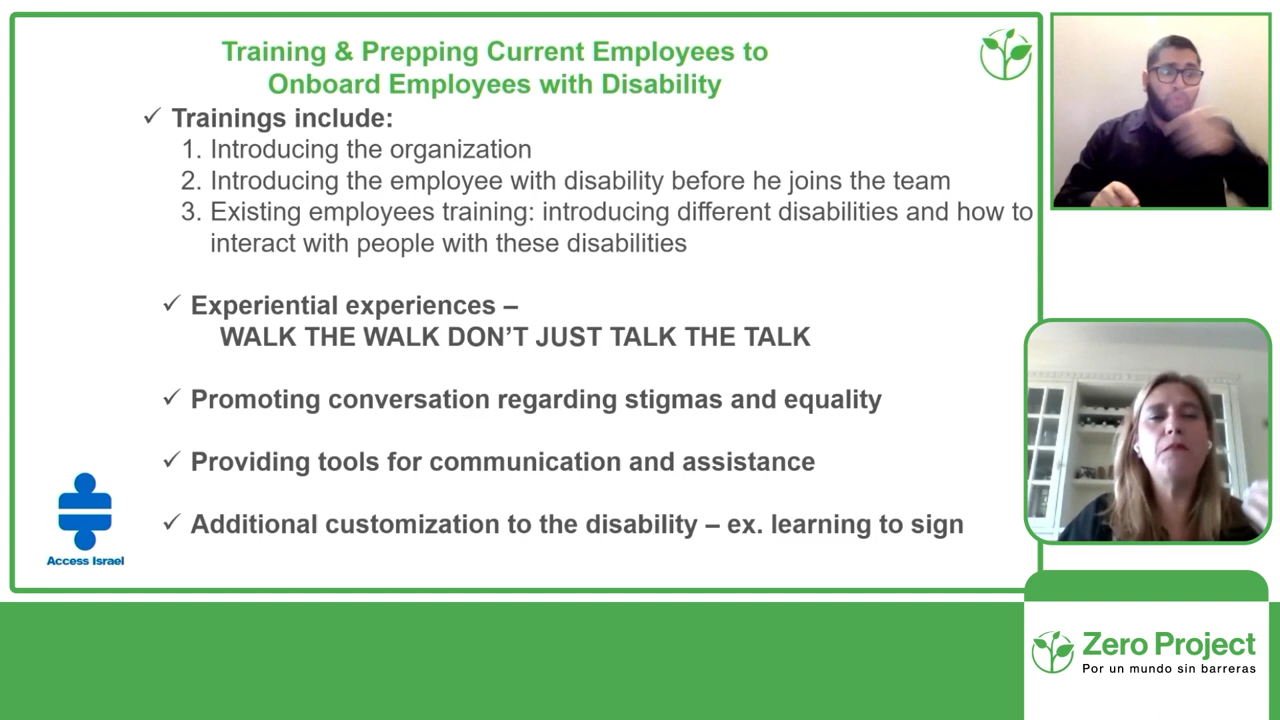 Training & Prepping Current Employees to
Onboard Employees with Disability
✓ Trainings include:
1. Introducing the organization
2. Introducing the employee with disability before he joins the team
3. Existing employees training: introducing different disabilities and how to
interact with people with these disabilities
✓ Experiential experiences –
WALK THE WALK DON’T JUST TALK THE TALK
✓ Promoting conversation regarding stigmas and equality
✓ Providing tools for communication and assistance
✓ Additional customization to the disability – ex. learning to sign
Access Israel
Zero Project
Por un mundo sin barreras